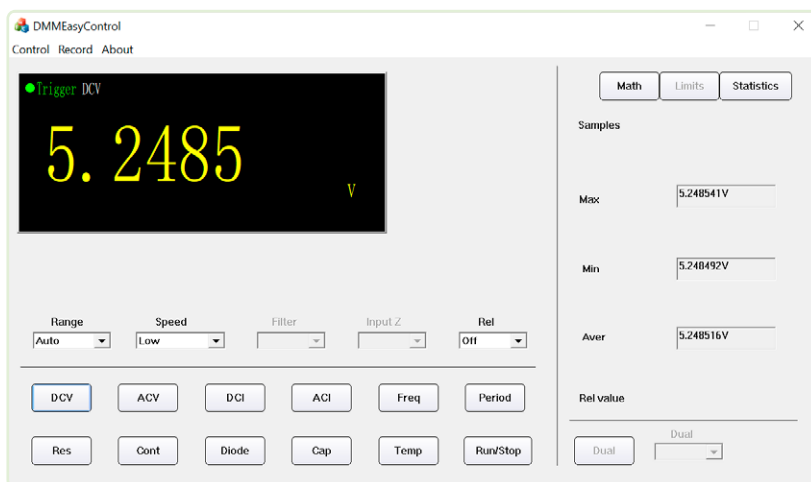 DMMEasyControl
Control Record About
Trigger DCV
5.2485
V
Range Speed Filter Input Z Rel
Auto Low Off
DCV ACV DCI ACI Freq Period
Res Cont Diode Cap Temp Run/Stop
Math Limits Statistics
Samples
Max 5.248541V
Min 5.248492V
Aver 5.248516V
Rel value
Dual
Dual